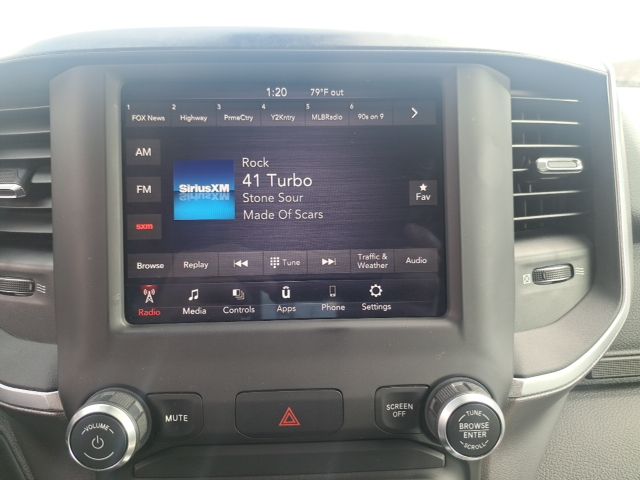 1:20 79°F out
1 2 3 4 5 6
FOX News Highway PrmeCtry Y2Kntry MLBRadio 90s on 9
AM
FM
sxm
SiriusXM
Rock
41 Turbo
Stone Sour
Made Of Scars
Fav
Browse Replay Tune Traffic & Weather Audio
Radio Media Controls Apps Phone Settings
VOLUME
MUTE
SCREEN OFF
TUNE
BROWSE
ENTER
SCROLL